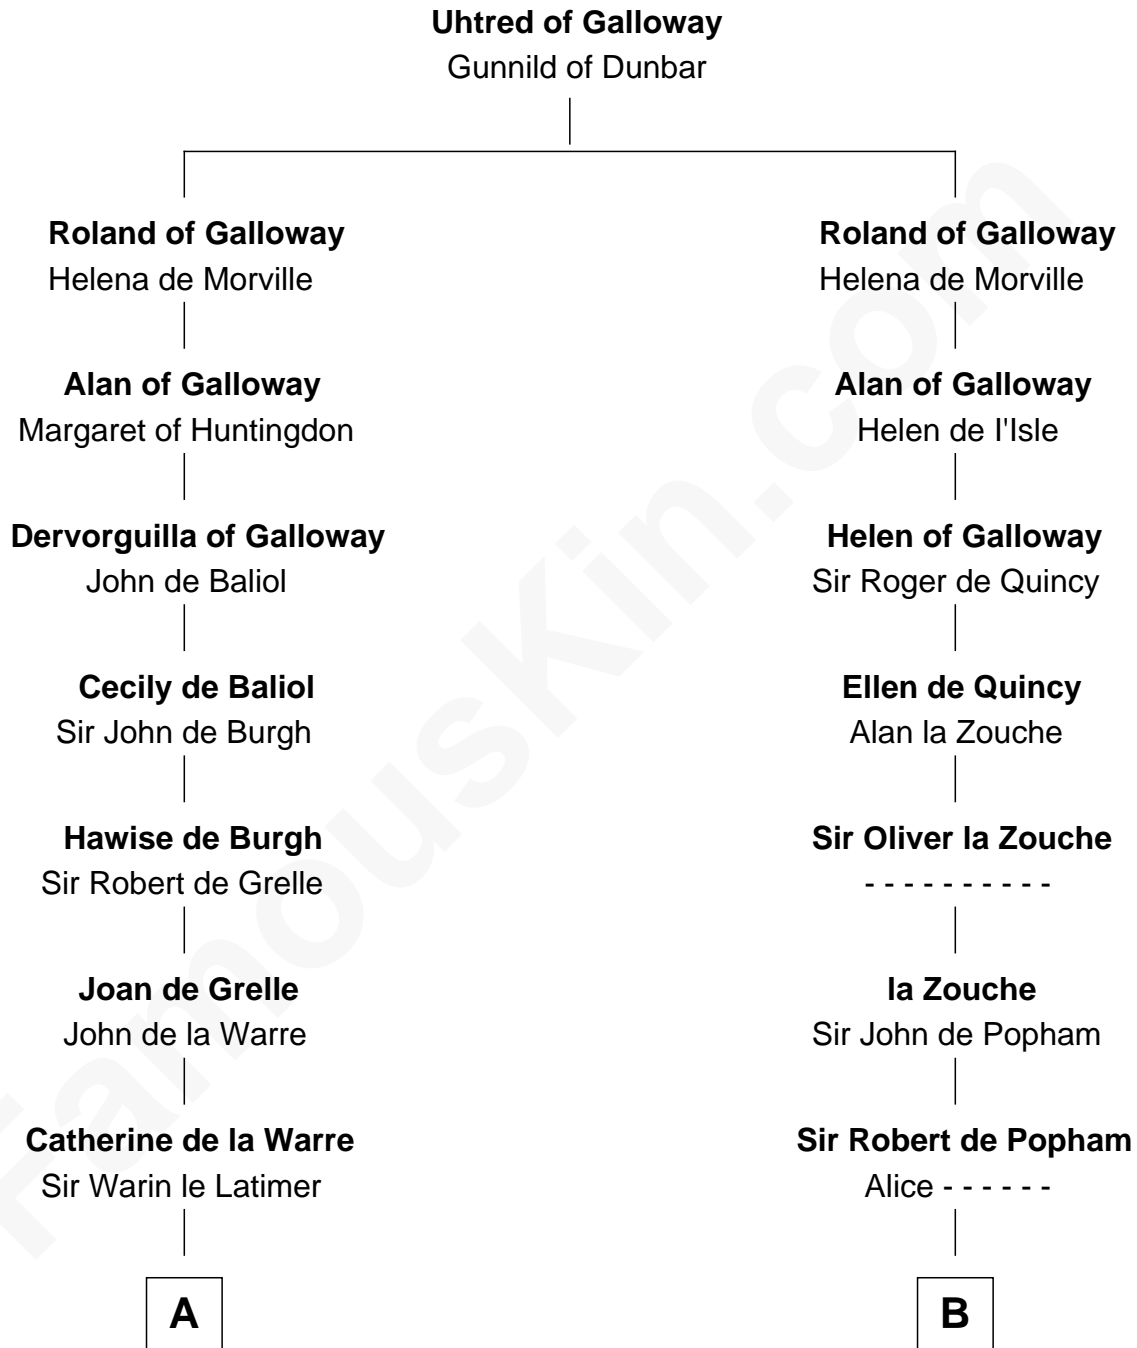 Uhtred of Galloway
Gunnild of Dunbar
Roland of Galloway
Helena de Morville
Alan of Galloway
Margaret of Huntingdon
Dervorguilla of Galloway
John de Baliol
Cecily de Baliol
Sir John de Burgh
Hawise de Burgh
Sir Robert de Grelle
Joan de Grelle
John de la Warre
Catherine de la Warre
Sir Warin le Latimer
A
Roland of Galloway
Helena de Morville
Alan of Galloway
Helen de l'Isle
Helen of Galloway
Sir Roger de Quincy
Ellen de Quincy
Alan la Zouche
Sir Oliver la Zouche
- - - - - - - - - -
la Zouche
Sir John de Popham
Sir Robert de Popham
Alice - - - - - -
B
FamousKin.com